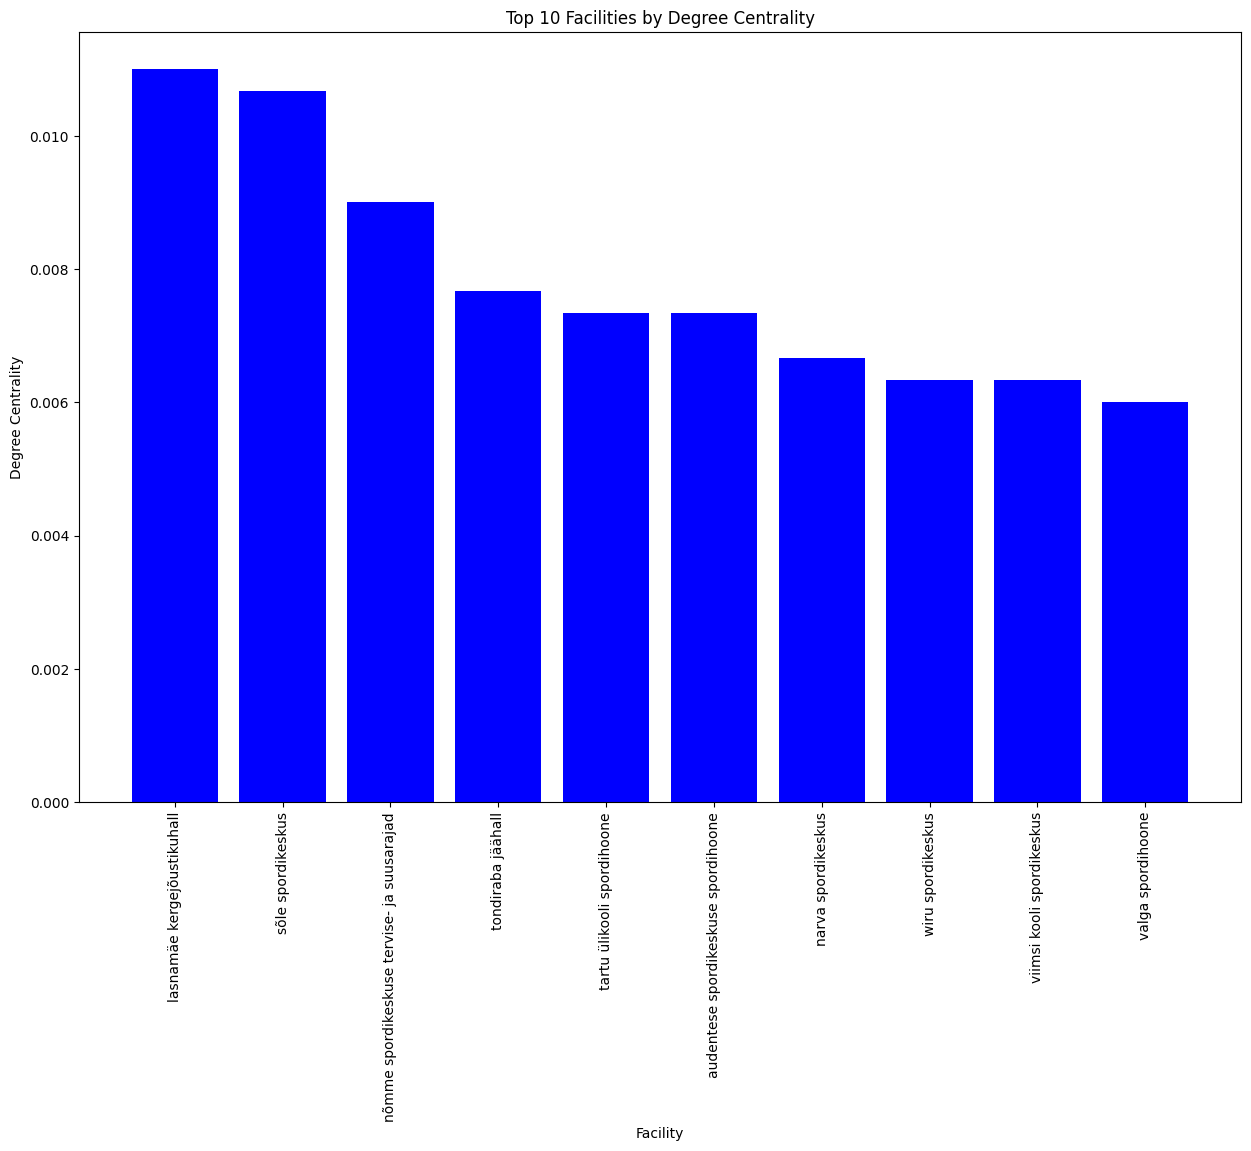 Top 10 Facilities by Degree Centrality
Degree Centrality
0.010
0.008
0.006
0.004
0.002
0.000
lasnamäe kergejõustikuhall
sõle spordikeskus
nõmme spordikeskuse tervise- ja suusarajad
tondiraba jäähall
tartu ülikooli spordihoone
audentese spordikeskuse spordihoone
narva spordikeskus
wiru spordikeskus
viimsi kooli spordikeskus
valga spordihoone
Facility